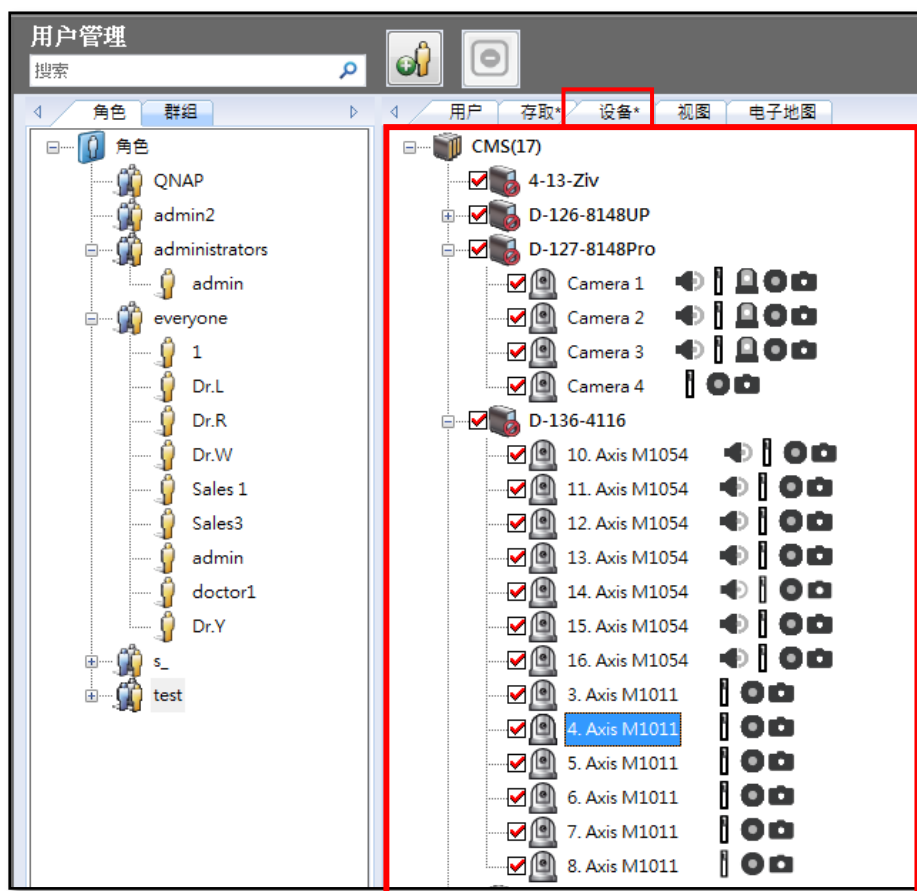 用户管理
搜索
角色 群组
用户 存取* 设备* 视图 电子地图
角色
QNAP
admin2
administrators
admin
everyone
1
Dr.L
Dr.R
Dr.W
Sales 1
Sales3
admin
doctor1
Dr.Y
s_
test
CMS(17)
4-13-Ziv
D-126-8148UP
D-127-8148Pro
Camera 1
Camera 2
Camera 3
Camera 4
D-136-4116
10. Axis M1054
11. Axis M1054
12. Axis M1054
13. Axis M1054
14. Axis M1054
15. Axis M1054
16. Axis M1054
3. Axis M1011
4. Axis M1011
5. Axis M1011
6. Axis M1011
7. Axis M1011
8. Axis M1011